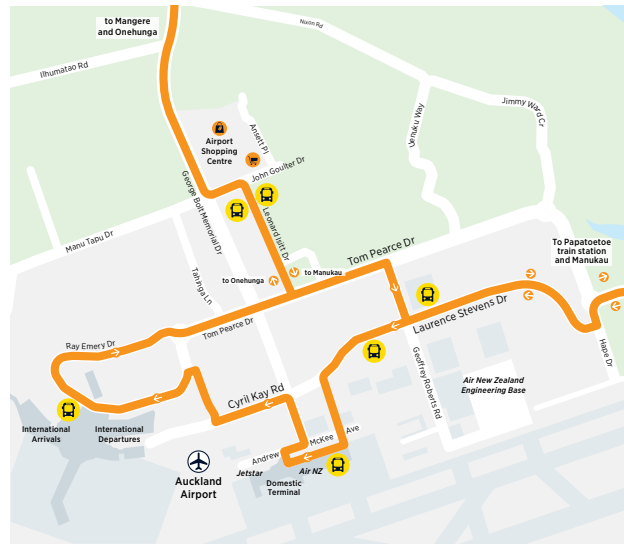 to Mangere
and Onehunga
Nixon Rd
Ilhumatao Rd
Jimmy Ward Cr
Uenuku Way
Ansett Pl
Airport
Shopping
Centre
John Goulter Dr
George Bolt Memorial Dr
Leonard Isitt Dr
Manu Tapu Dr
Tom Pearce Dr
To Papatoetoe
train station
and Manukau
to Onehunga
to Manukau
Tahinga Ln
Laurence Stevens Dr
Tom Pearce Dr
Ray Emery Dr
Geoffrey Roberts Rd
Hape Dr
Air New Zealand
Engineering Base
Cyril Kay Rd
International
Arrivals
International
Departures
Andrew
McKee
Ave
Auckland
Airport
Jetstar
Air NZ
Domestic
Terminal